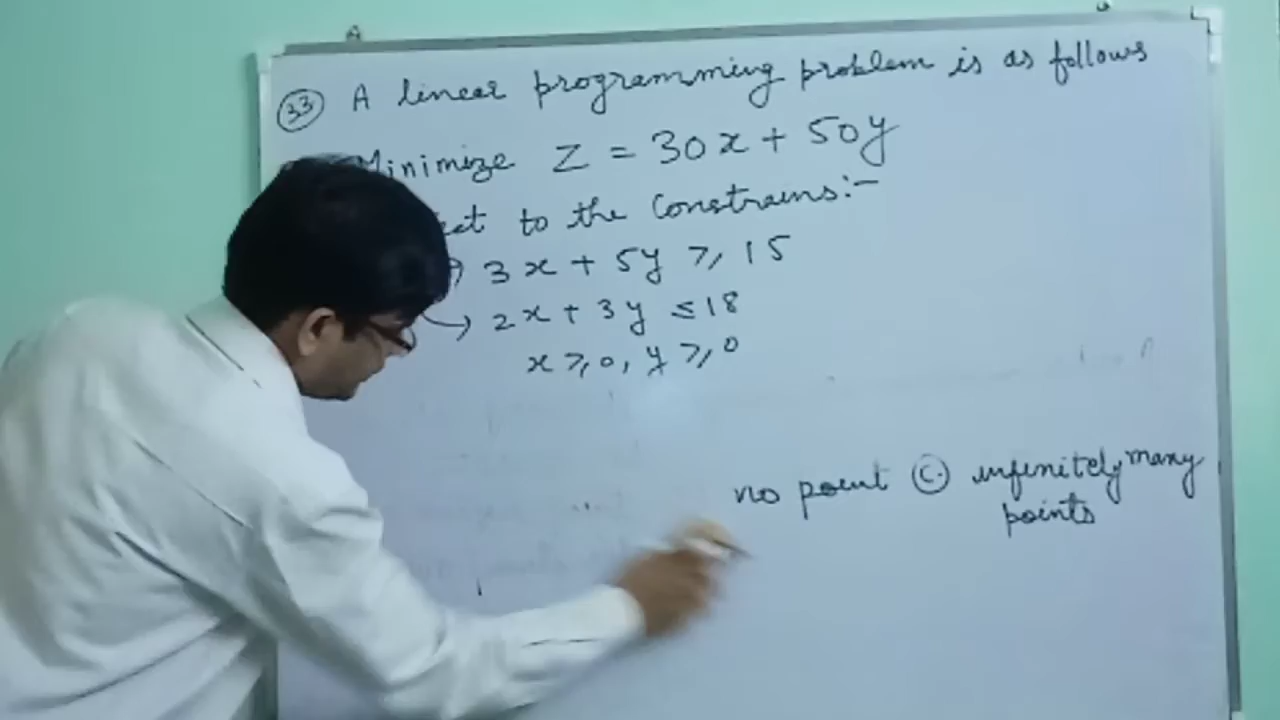 33 A linear programming problem is as follows
Minimize Z = 30x + 50y
to the Constrains:-
3x + 5y ≥ 15
→ 2x + 3y ≤ 18
x ≥ 0, y ≥ 0
no point (C.) infinitely many
points